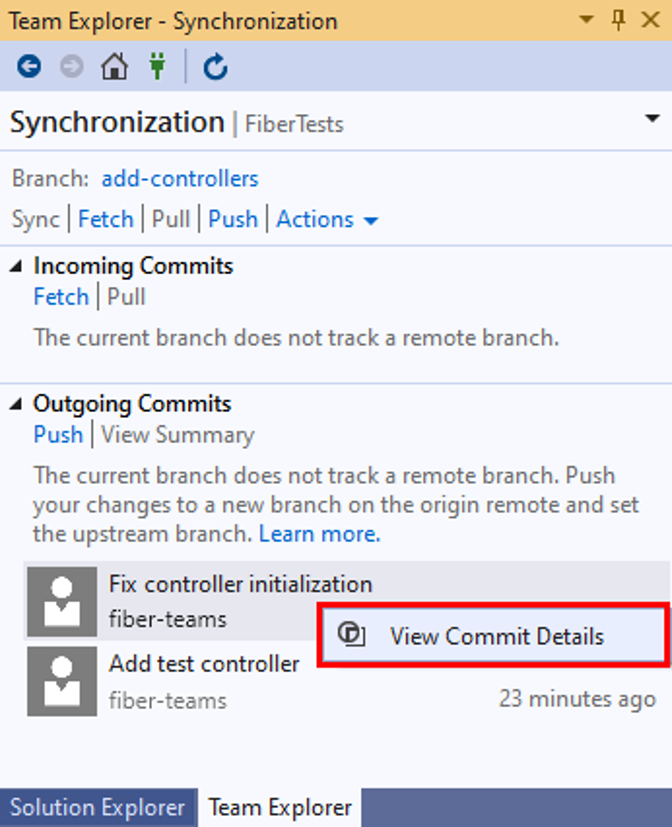 Team Explorer - Synchronization
Synchronization | FiberTests
Branch: add-controllers
Sync | Fetch | Pull | Push | Actions
Incoming Commits
Fetch | Pull
The current branch does not track a remote branch.
Outgoing Commits
Push | View Summary
The current branch does not track a remote branch. Push
your changes to a new branch on the origin remote and set
the upstream branch. Learn more.
Fix controller initialization
fiber-teams
View Commit Details
Add test controller
fiber-teams
23 minutes ago
Solution Explorer
Team Explorer